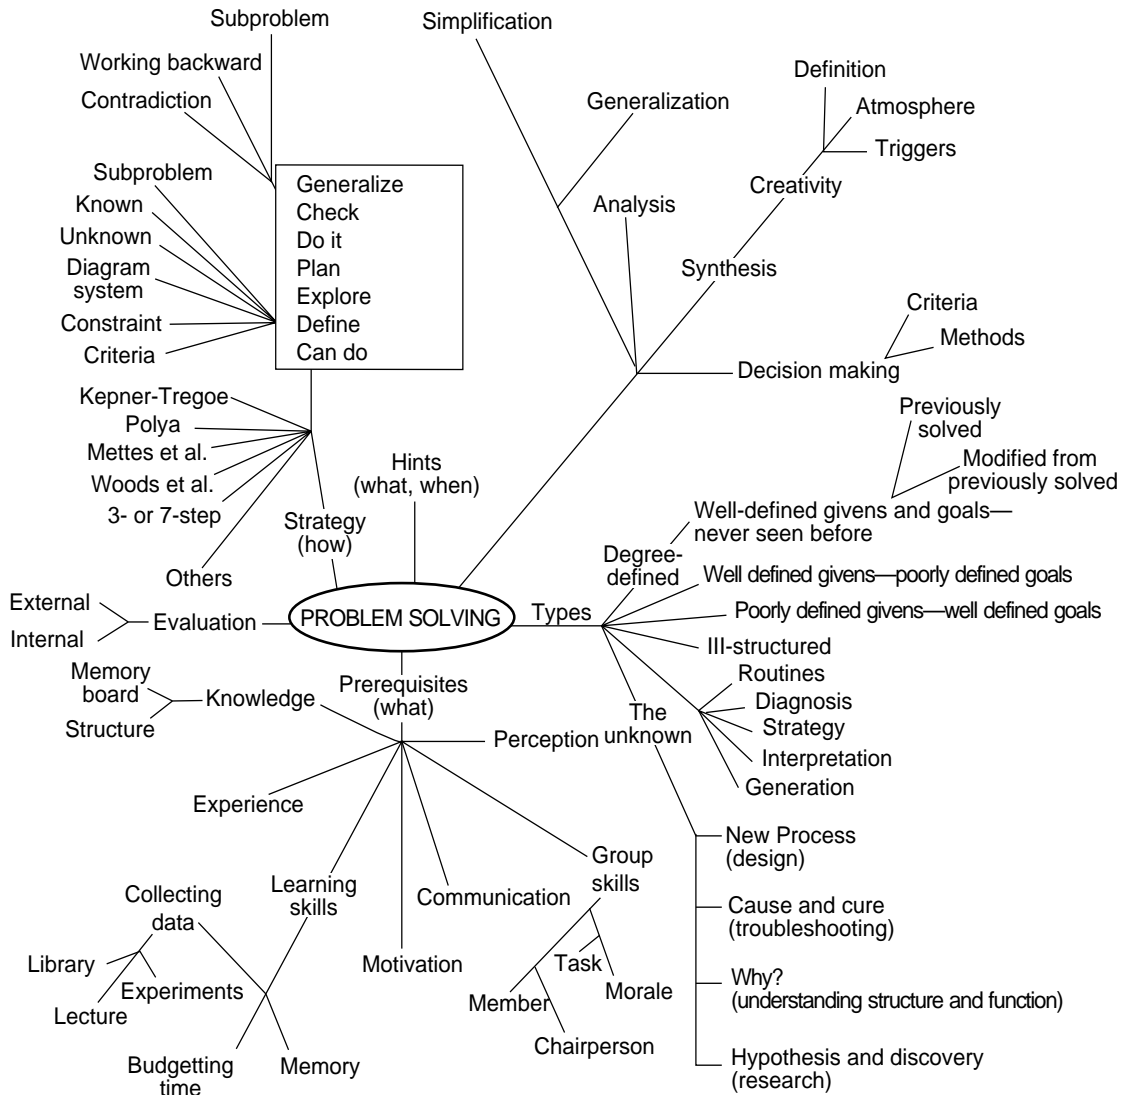 Subproblem
Simplification
Working backward
Contradiction
Definition
Generalization
Atmosphere
Triggers
Subproblem
Known
Unknown
Diagram
system
Constraint
Criteria
Generalize
Check
Do it
Plan
Explore
Define
Can do
Analysis
Creativity
Synthesis
Criteria
Methods
Decision making
Kepner-Tregoe
Polya
Mettes et al.
Woods et al.
3- or 7-step
Others
Strategy
(how)
Hints
(what, when)
Previously
solved
Modified from
previously solved
Well-defined givens and goals—
never seen before
Degree-
defined
Well defined givens—poorly defined goals
Poorly defined givens—well defined goals
III-structured
External
Internal
Evaluation
PROBLEM SOLVING
Types
Routines
Diagnosis
Strategy
Interpretation
Generation
Memory
board
Structure
Knowledge
Prerequisites
(what)
Perception
The
unknown
Experience
New Process
(design)
Cause and cure
(troubleshooting)
Why?
(understanding structure and function)
Hypothesis and discovery
(research)
Group
skills
Communication
Learning
skills
Collecting
data
Library
Experiments
Lecture
Motivation
Task
Morale
Member
Chairperson
Budgetting
time
Memory